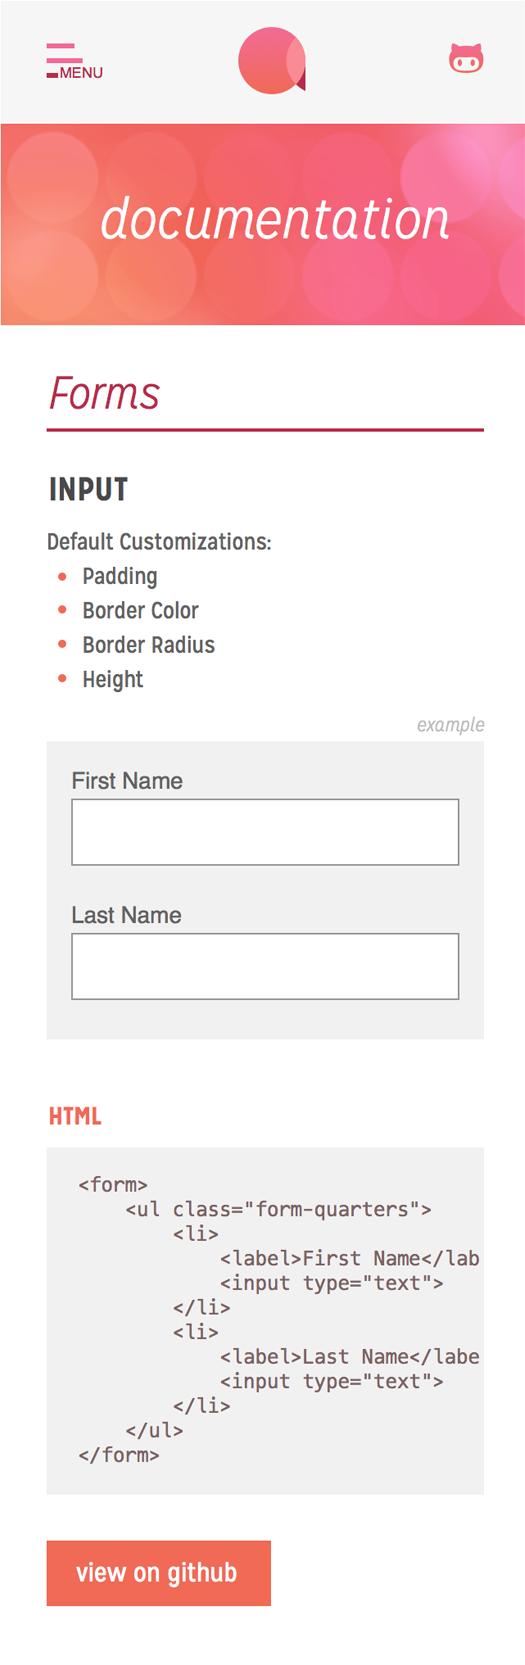 MENU
documentation
Forms
INPUT
Default Customizations:
Padding
Border Color
Border Radius
Height
example
First Name
Last Name
HTML
<form>
<ul class="form-quarters">
<li>
<label>First Name</lab
<input type="text">
</li>
<li>
<label>Last Name</labe
<input type="text">
</li>
</ul>
</form>
view on github